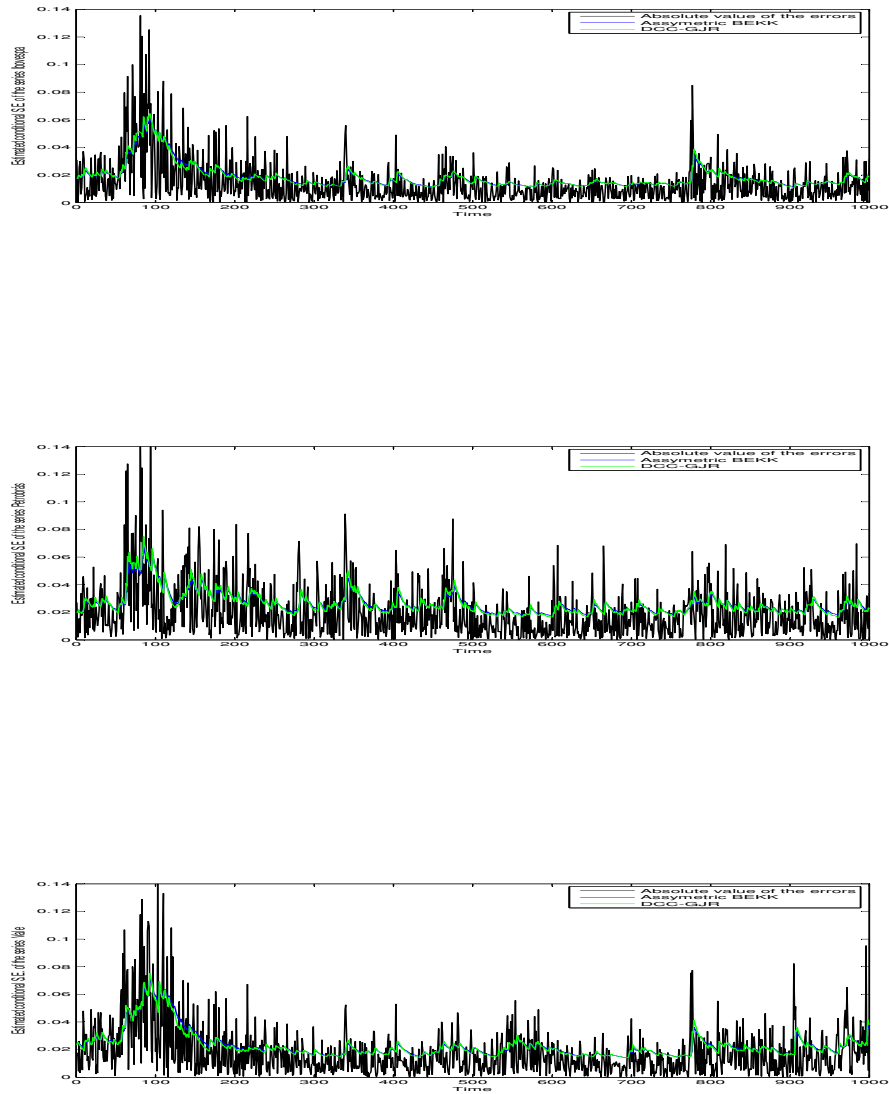 0.14
0.12
0.1
0.08
0.06
0.04
0.02
0
Estimated conditional S.E. of the series Ibovespa
Absolute value of the errors
Assymetric BEKK
DCC-GJR
0 100 200 300 400 500 600 700 800 900 1000
Time
0.14
0.12
0.1
0.08
0.06
0.04
0.02
0
Estimated conditional S.E. of the series Petrobras
Absolute value of the errors
Assymetric BEKK
DCC-GJR
0 100 200 300 400 500 600 700 800 900 1000
Time
0.14
0.12
0.1
0.08
0.06
0.04
0.02
0
Estimated conditional S.E. of the series Vale
Absolute value of the errors
Assymetric BEKK
DCC-GJR
0 100 200 300 400 500 600 700 800 900 1000
Time